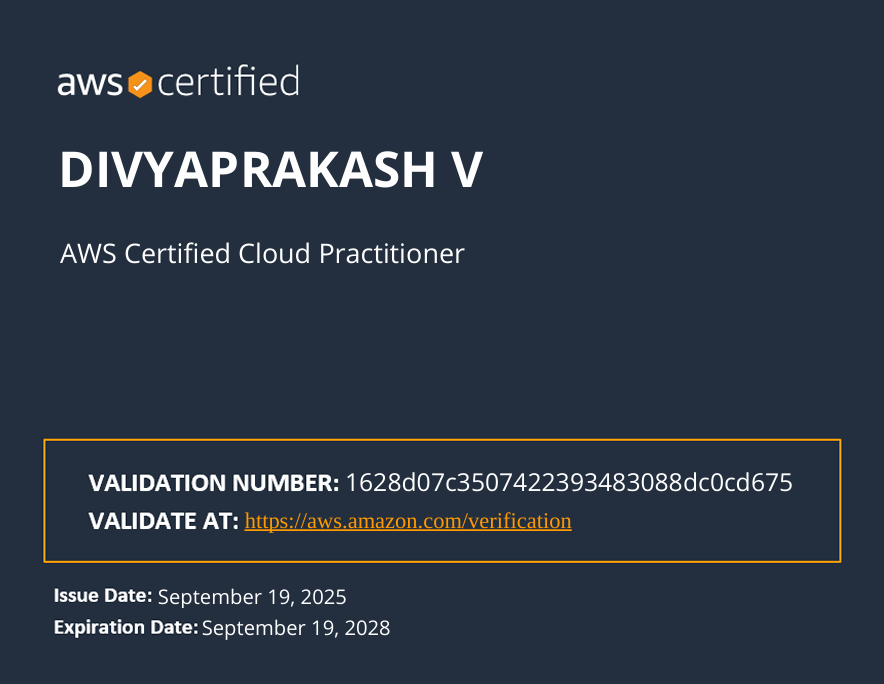 aws certified
DIVYAPRAKASH V
AWS Certified Cloud Practitioner
VALIDATION NUMBER: 1628d07c3507422393483088dc0cd675
VALIDATE AT: https://aws.amazon.com/verification
Issue Date: September 19, 2025
Expiration Date: September 19, 2028